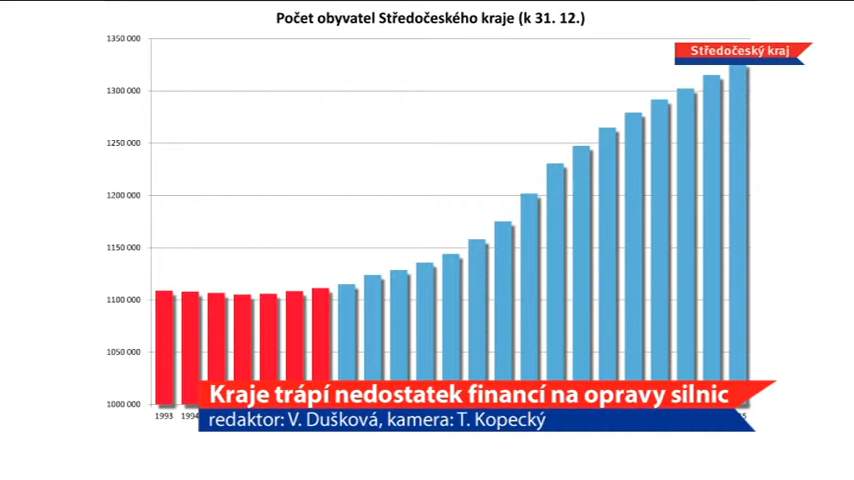 Počet obyvatel Středočeského kraje (k 31. 12.)
Středočeský kraj
1350 000
1300 000
1250 000
1200 000
1150 000
1100 000
1050 000
1000 000
1993 1994
Kraje trápí nedostatek financí na opravy silnic
redaktor: V. Dušková, kamera: T. Kopecký